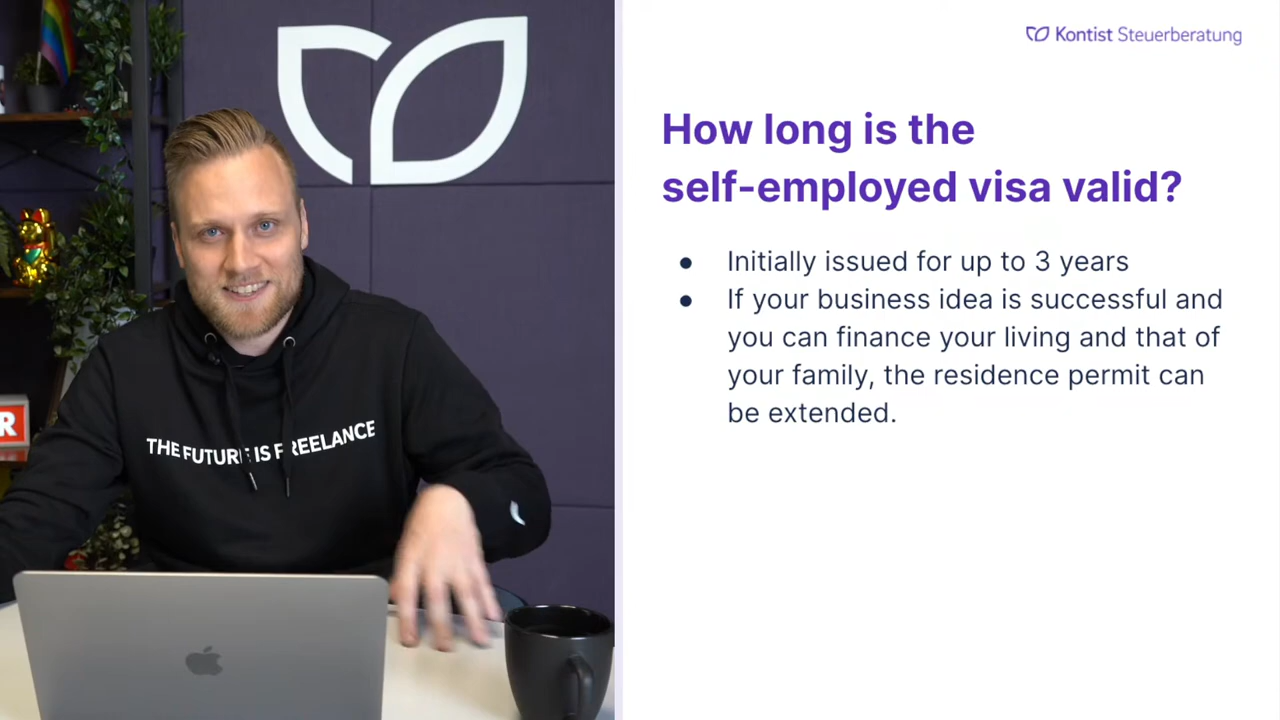 Kontist Steuerberatung
How long is the
self-employed visa valid?
● Initially issued for up to 3 years
● If your business idea is successful and
you can finance your living and that of
your family, the residence permit can
be extended.
THE FUTURE IS FREELANCE
R